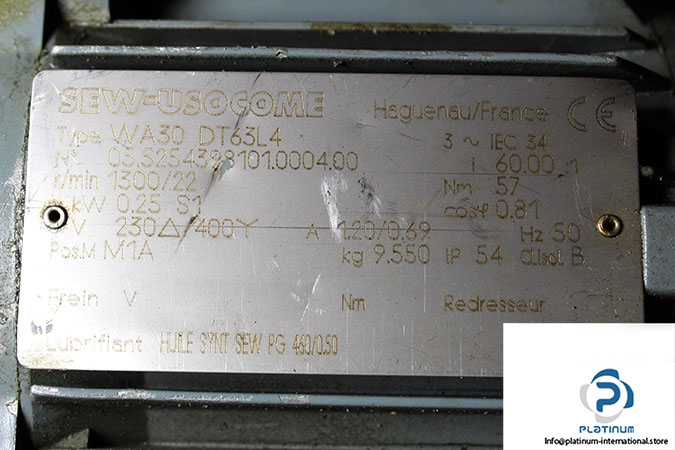 SEW-USOCOME Haguenau/France CE
Type WA30 DT63L4 3 ~ IEC 34
N° 03.5254398101.0004.00 i 60.00 :1
r/min 1300/22 Nm 57
kW 0.25 S1 cosφ 0.81
V 230△/400Y A 1.20/0.69 Hz 50
Pos.M M1A kg 9.550 IP 54 Cl.Isol. B
Frein V Nm Redresseur
Lubrifiant HUILE SYNT SEW PG 460/0.50
PLATINUM
Info@platinum-international.store